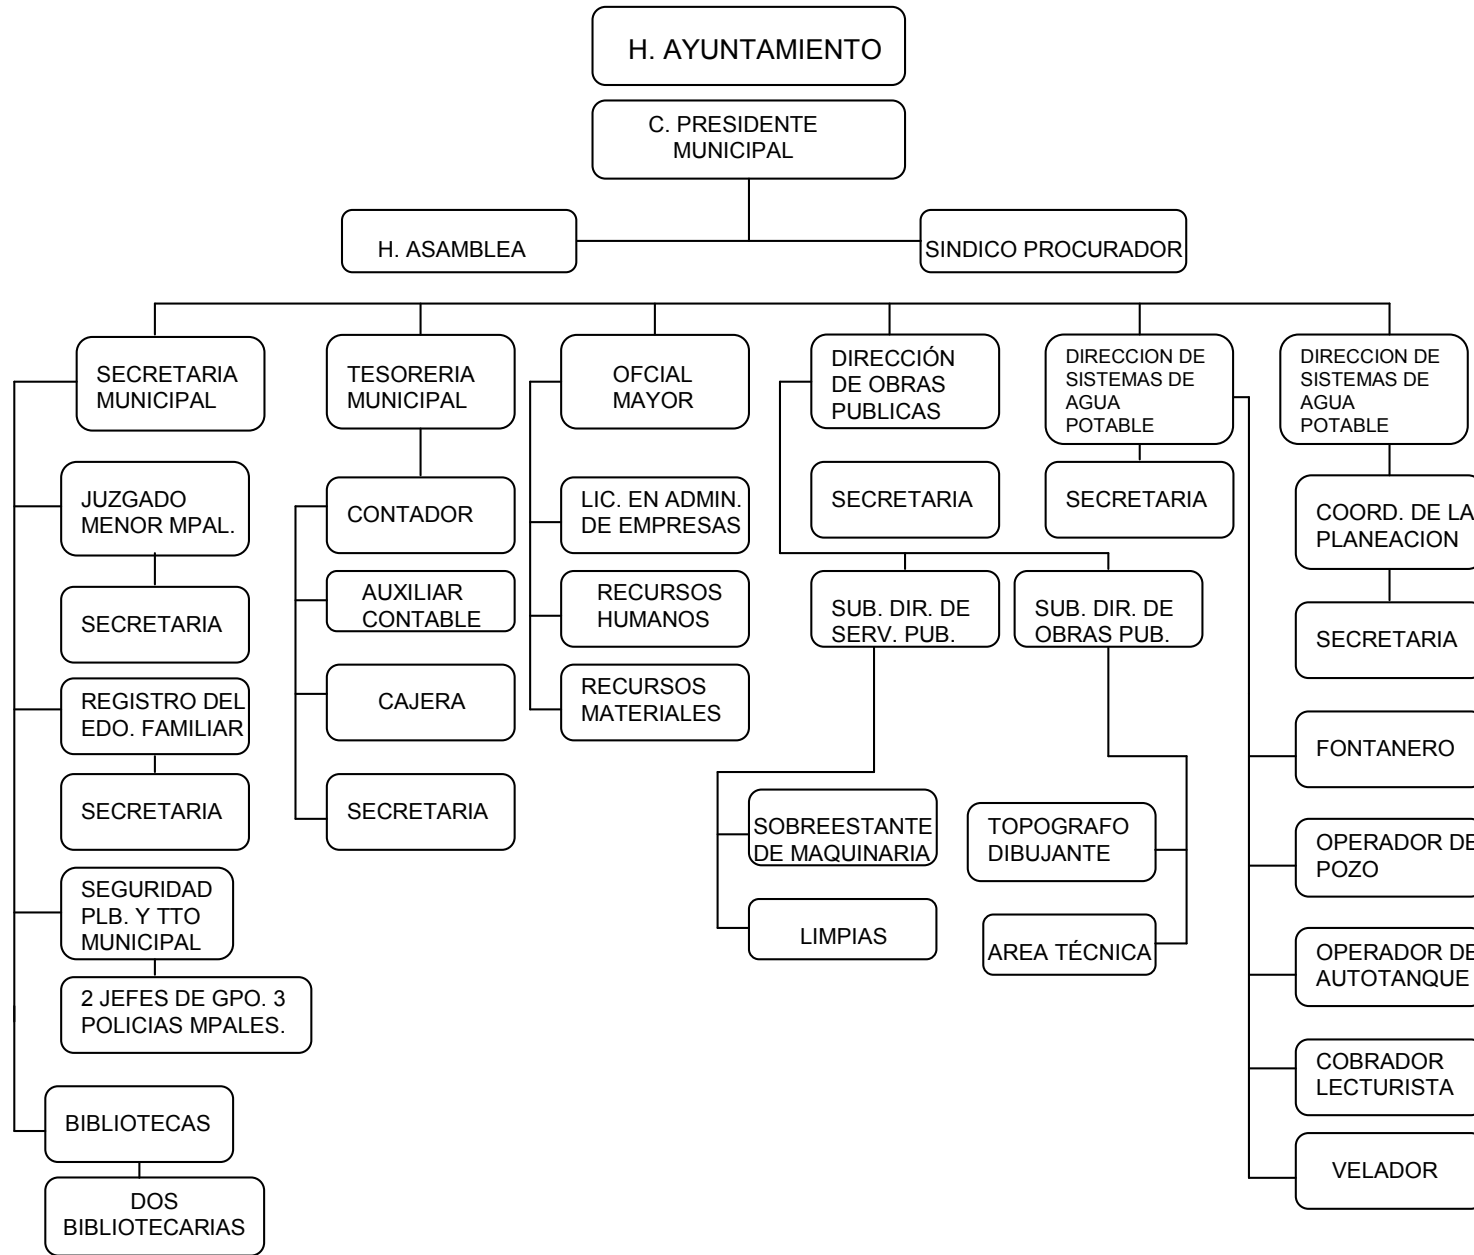 H. AYUNTAMIENTO
C. PRESIDENTE
MUNICIPAL
H. ASAMBLEA
SINDICO PROCURADOR
SECRETARIA
MUNICIPAL
TESORERIA
MUNICIPAL
OFCIAL
MAYOR
DIRECCIÓN
DE OBRAS
PUBLICAS
DIRECCION DE
SISTEMAS DE
AGUA
POTABLE
DIRECCION DE
SISTEMAS DE
AGUA
POTABLE
JUZGADO
MENOR MPAL.
SECRETARIA
REGISTRO DEL
EDO. FAMILIAR
SECRETARIA
SEGURIDAD
PLB. Y TTO
MUNICIPAL
2 JEFES DE GPO. 3
POLICIAS MPALES.
BIBLIOTECAS
DOS
BIBLIOTECARIAS
CONTADOR
AUXILIAR
CONTABLE
CAJERA
SECRETARIA
LIC. EN ADMIN.
DE EMPRESAS
RECURSOS
HUMANOS
RECURSOS
MATERIALES
SECRETARIA
SUB. DIR. DE
SERV. PUB.
SUB. DIR. DE
OBRAS PUB.
SOBREESTANTE
DE MAQUINARIA
LIMPIAS
TOPOGRAFO
DIBUJANTE
AREA TÉCNICA
SECRETARIA
COORD. DE LA
PLANEACION
SECRETARIA
FONTANERO
OPERADOR DE
POZO
OPERADOR DE
AUTOTANQUE
COBRADOR
LECTURISTA
VELADOR